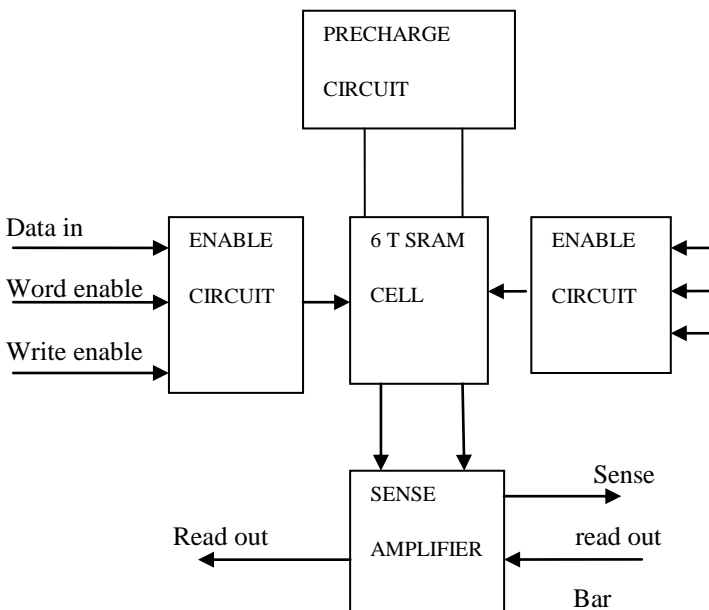 PRECHARGE
CIRCUIT
Data in
Word enable
Write enable
ENABLE
CIRCUIT
6 T SRAM
CELL
ENABLE
CIRCUIT
SENSE
AMPLIFIER
Sense
Read out
read out
Bar